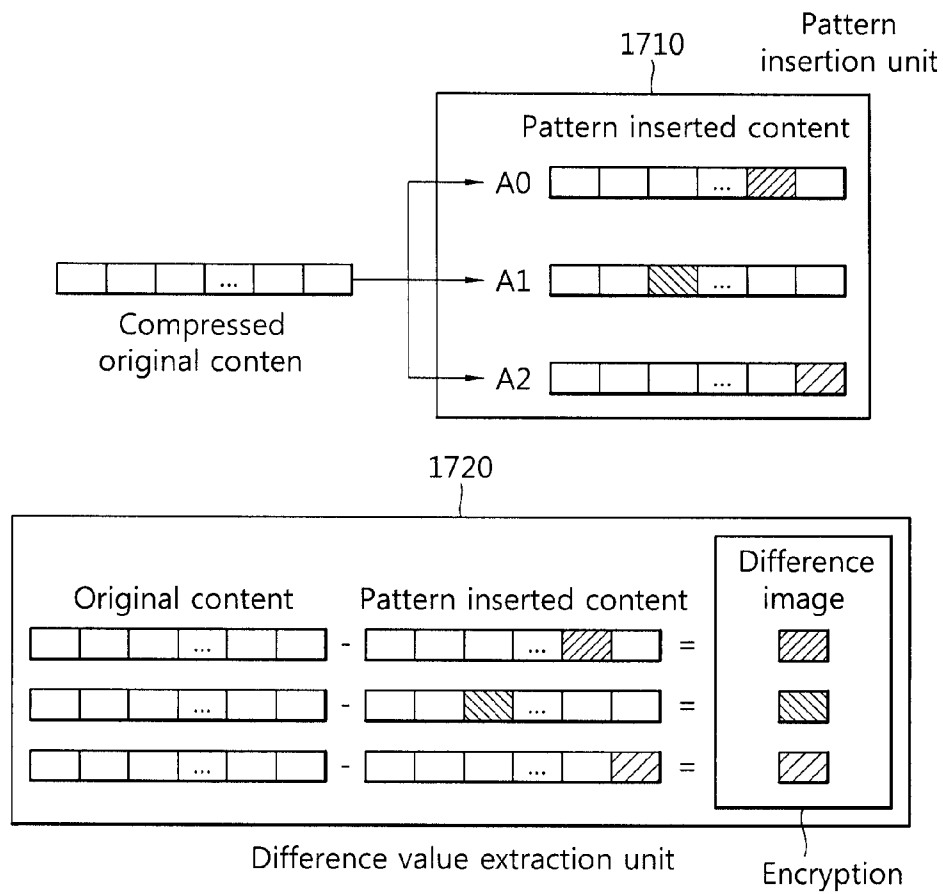 Pattern
insertion unit
1710
Pattern inserted content
A0
...
A1
...
A2
...
...
Compressed
original conten
1720
Difference
image
Original content
Pattern inserted content
... - ... =
... - ... =
... - ... =
Difference value extraction unit
Encryption